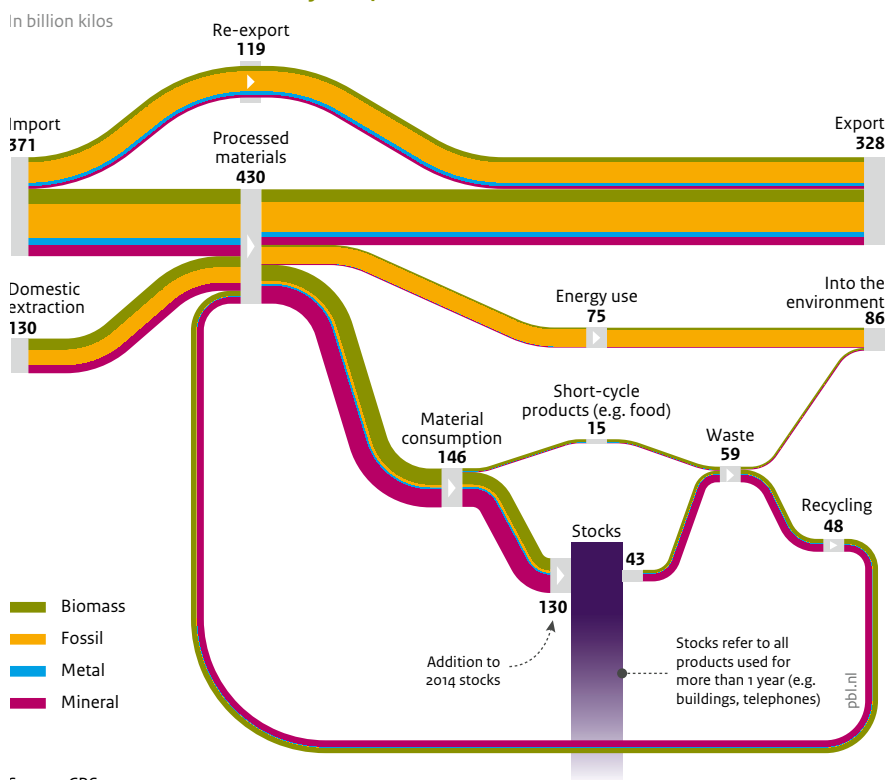 In billion kilos
Re-export
119
Import
371
Processed
materials
430
Export
328
Domestic
extraction
130
Energy use
75
Into the
environment
86
Short-cycle
products (e.g. food)
15
Material
consumption
146
Waste
59
Recycling
48
Stocks
43
130
Biomass
Fossil
Metal
Mineral
Addition to
2014 stocks
Stocks refer to all
products used for
more than 1 year (e.g.
buildings, telephones)
pbl.nl